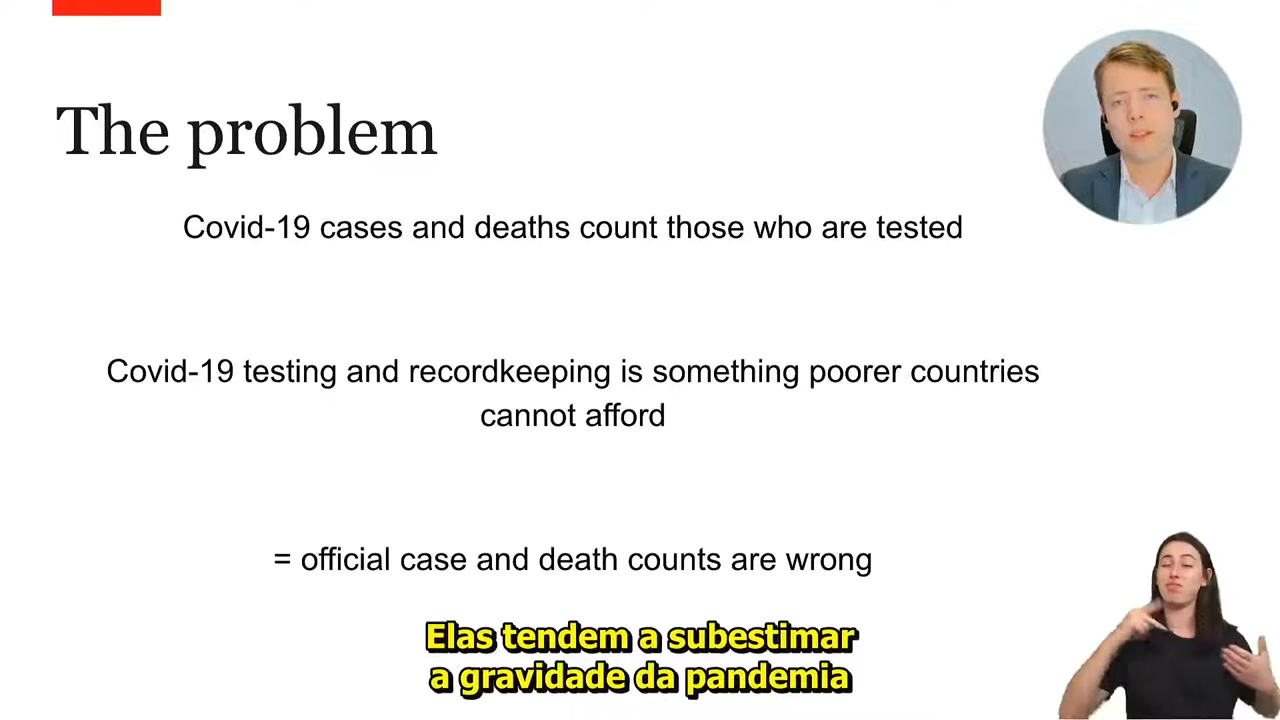 The problem
Covid-19 cases and deaths count those who are tested
Covid-19 testing and recordkeeping is something poorer countries
cannot afford
= official case and death counts are wrong
Elas tendem a subestimar
a gravidade da pandemia